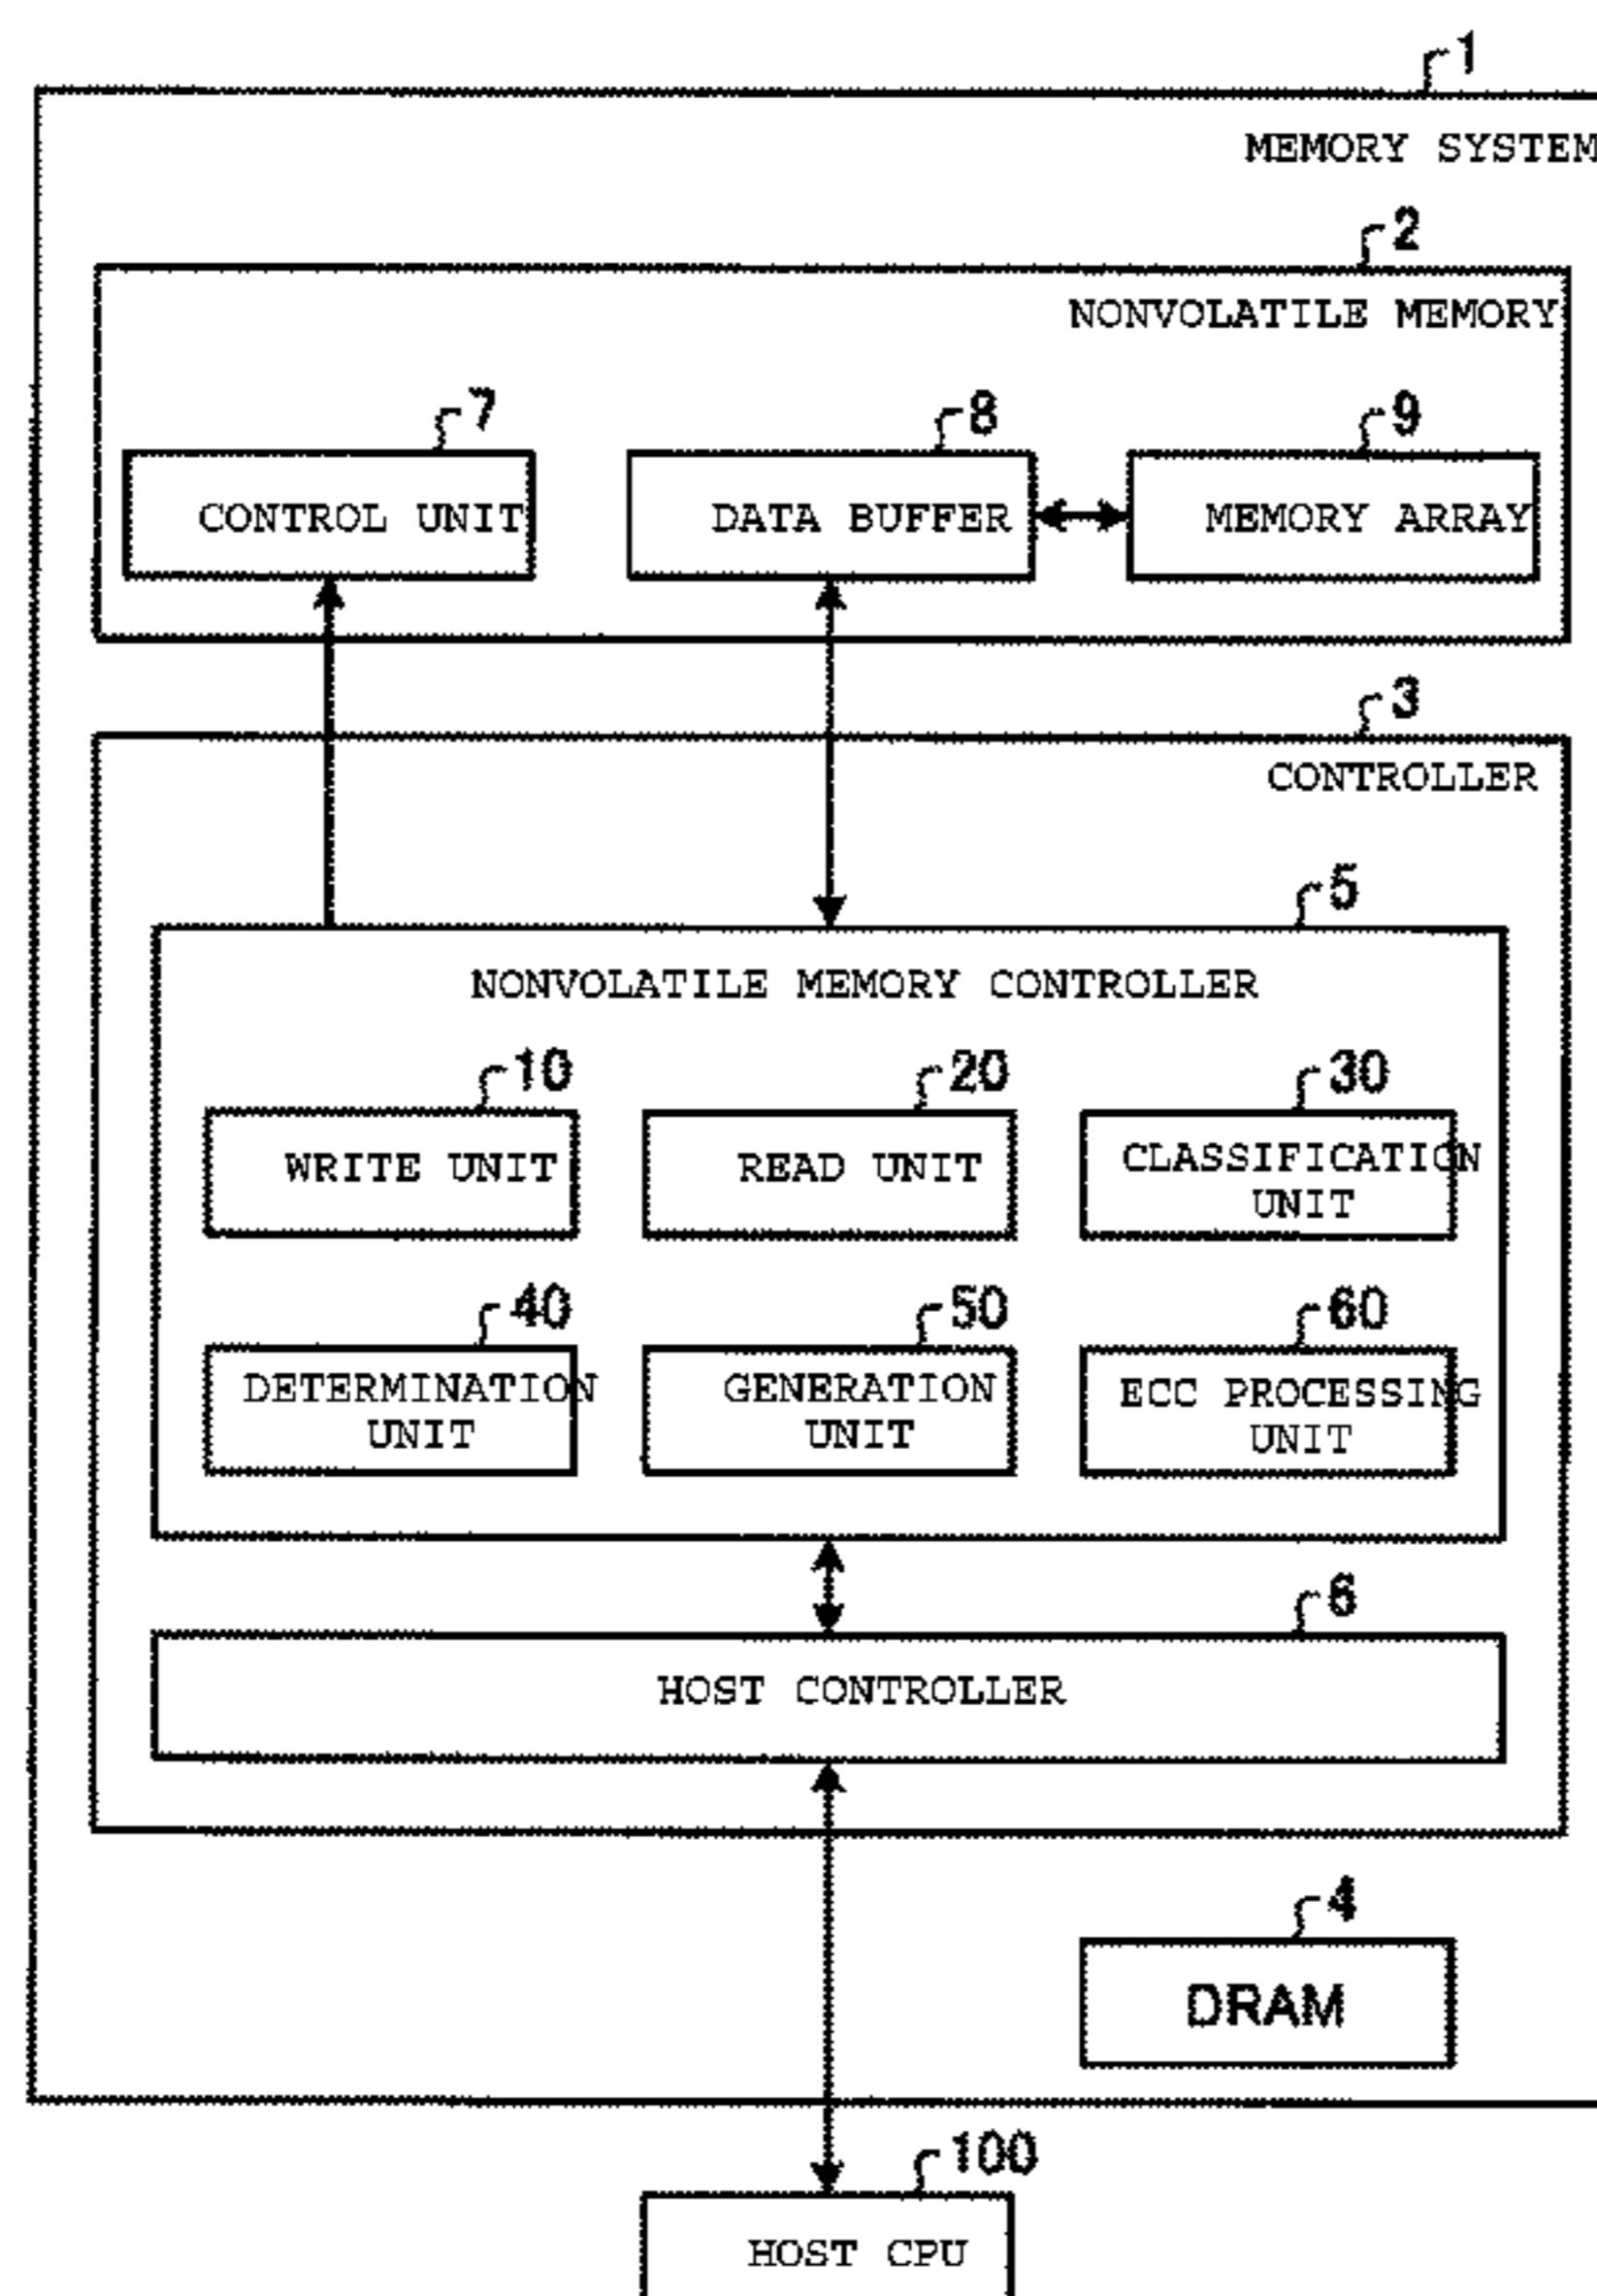 1
MEMORY SYSTEM
2
NONVOLATILE MEMORY
7
8
9
CONTROL UNIT
DATA BUFFER
MEMORY ARRAY
3
CONTROLLER
5
NONVOLATILE MEMORY CONTROLLER
10
20
30
WRITE UNIT
READ UNIT
CLASSIFICATION
UNIT
40
50
60
DETERMINATION
UNIT
GENERATION
UNIT
ECC PROCESSING
UNIT
6
HOST CONTROLLER
4
DRAM
100
HOST CPU